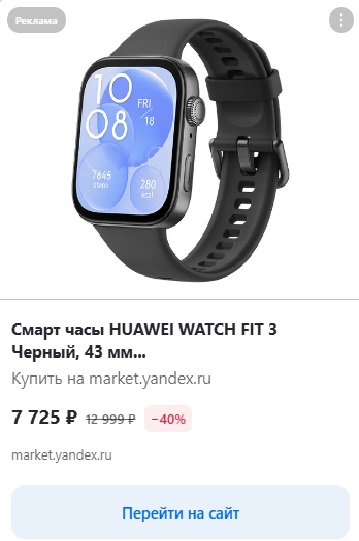 Реклама
10
08
FRI
18
7645
steps
280
kcal
Смарт часы HUAWEI WATCH FIT 3
Черный, 43 мм...
Купить на market.yandex.ru
7 725 ₽ 12 999 ₽ −40%
market.yandex.ru
Перейти на сайт